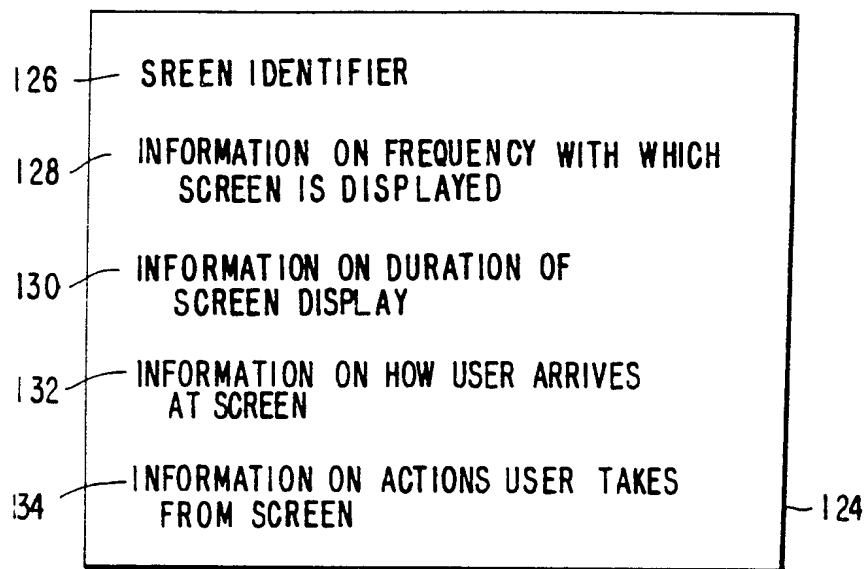 126 SREEN IDENTIFIER
128 INFORMATION ON FREQUENCY WITH WHICH
SCREEN IS DISPLAYED
130 INFORMATION ON DURATION OF
SCREEN DISPLAY
132 INFORMATION ON HOW USER ARRIVES
AT SCREEN
134 INFORMATION ON ACTIONS USER TAKES
FROM SCREEN 124